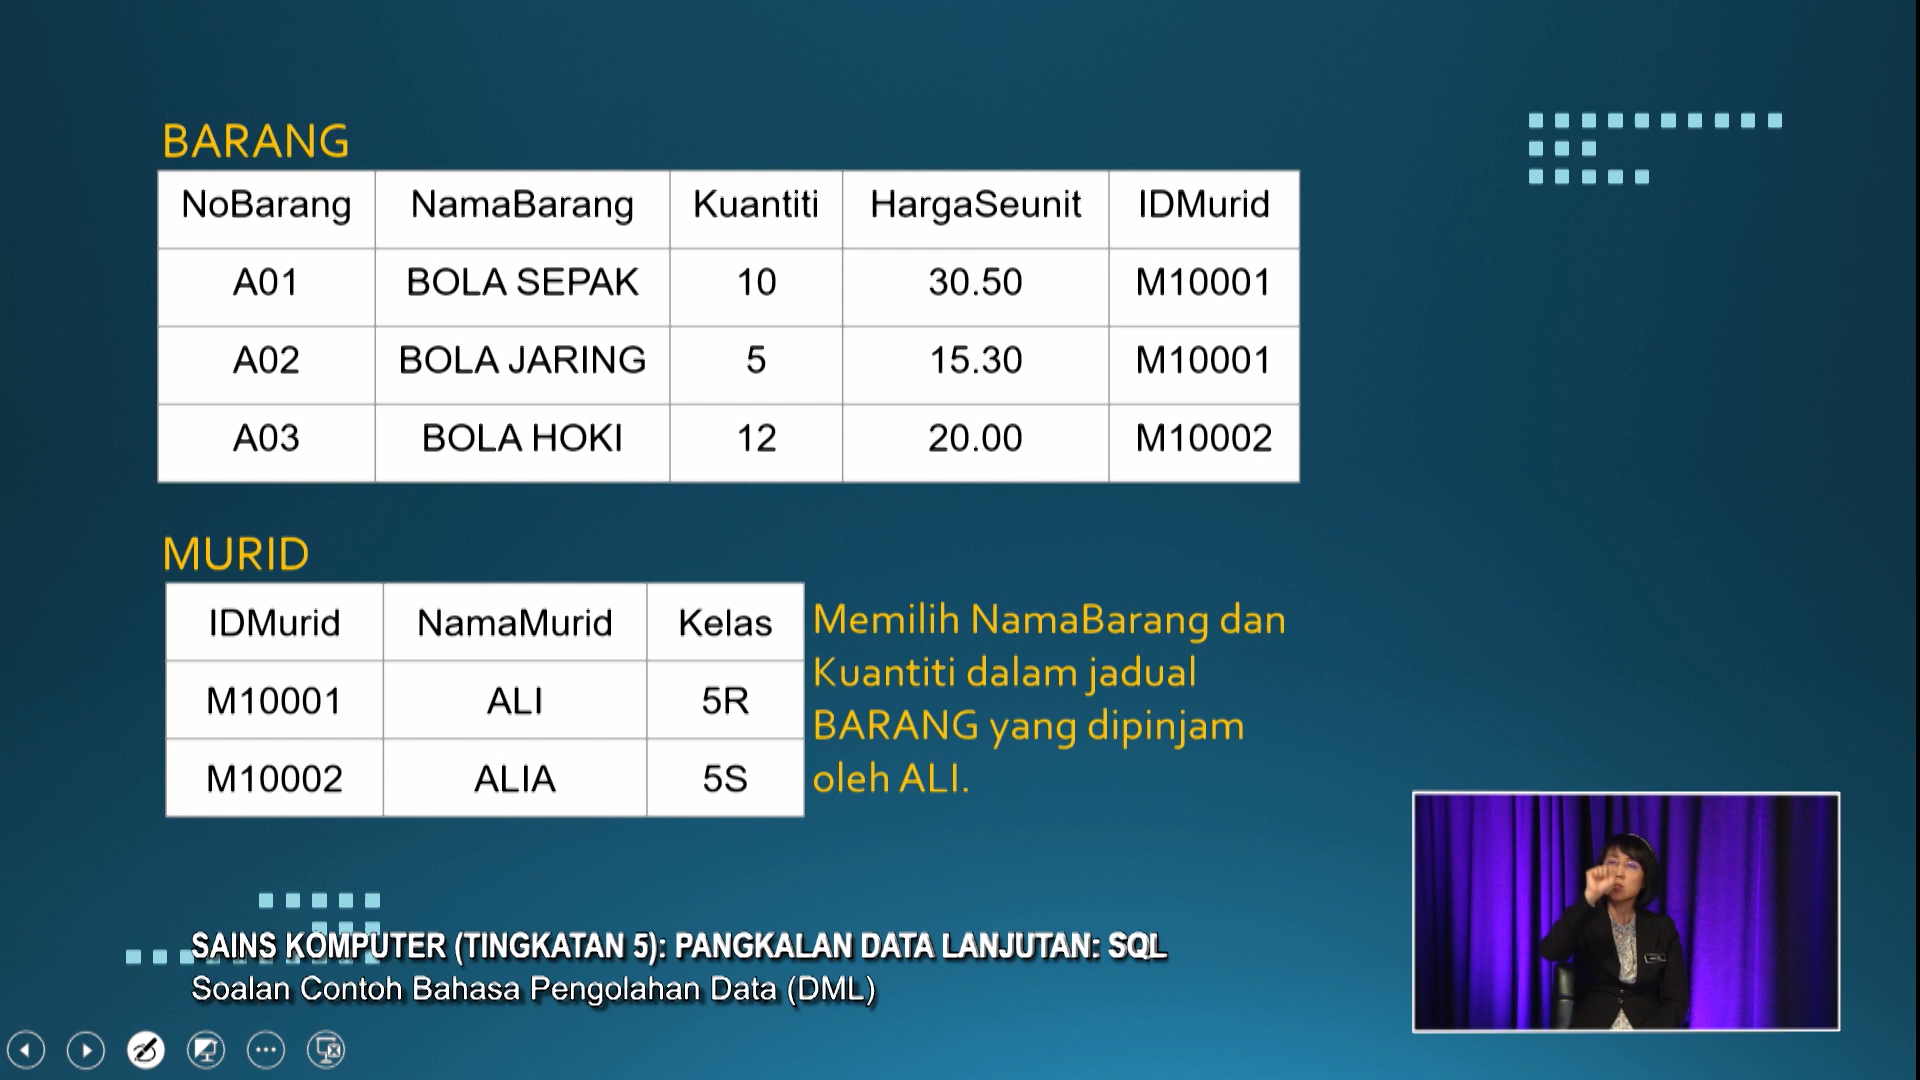 BARANG
NoBarang NamaBarang Kuantiti HargaSeunit IDMurid
A01 BOLA SEPAK 10 30.50 M10001
A02 BOLA JARING 5 15.30 M10001
A03 BOLA HOKI 12 20.00 M10002
MURID
IDMurid NamaMurid Kelas
M10001 ALI 5R
M10002 ALIA 5S
Memilih NamaBarang dan
Kuantiti dalam jadual
BARANG yang dipinjam
oleh ALI.
SAINS KOMPUTER (TINGKATAN 5): PANGKALAN DATA LANJUTAN: SQL
Soalan Contoh Bahasa Pengolahan Data (DML)